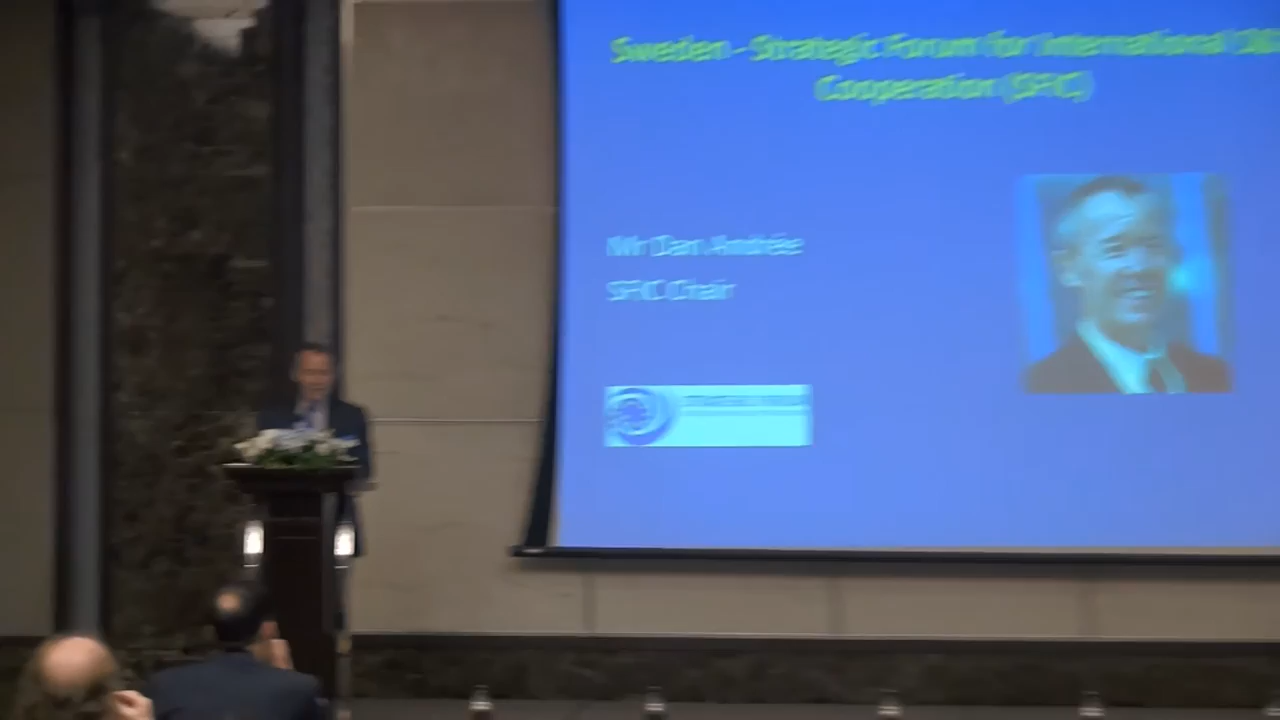 Sweden - Strategic Forum for International
Cooperation (SFIC)
Mr Dan Andrée
SFIC Chair